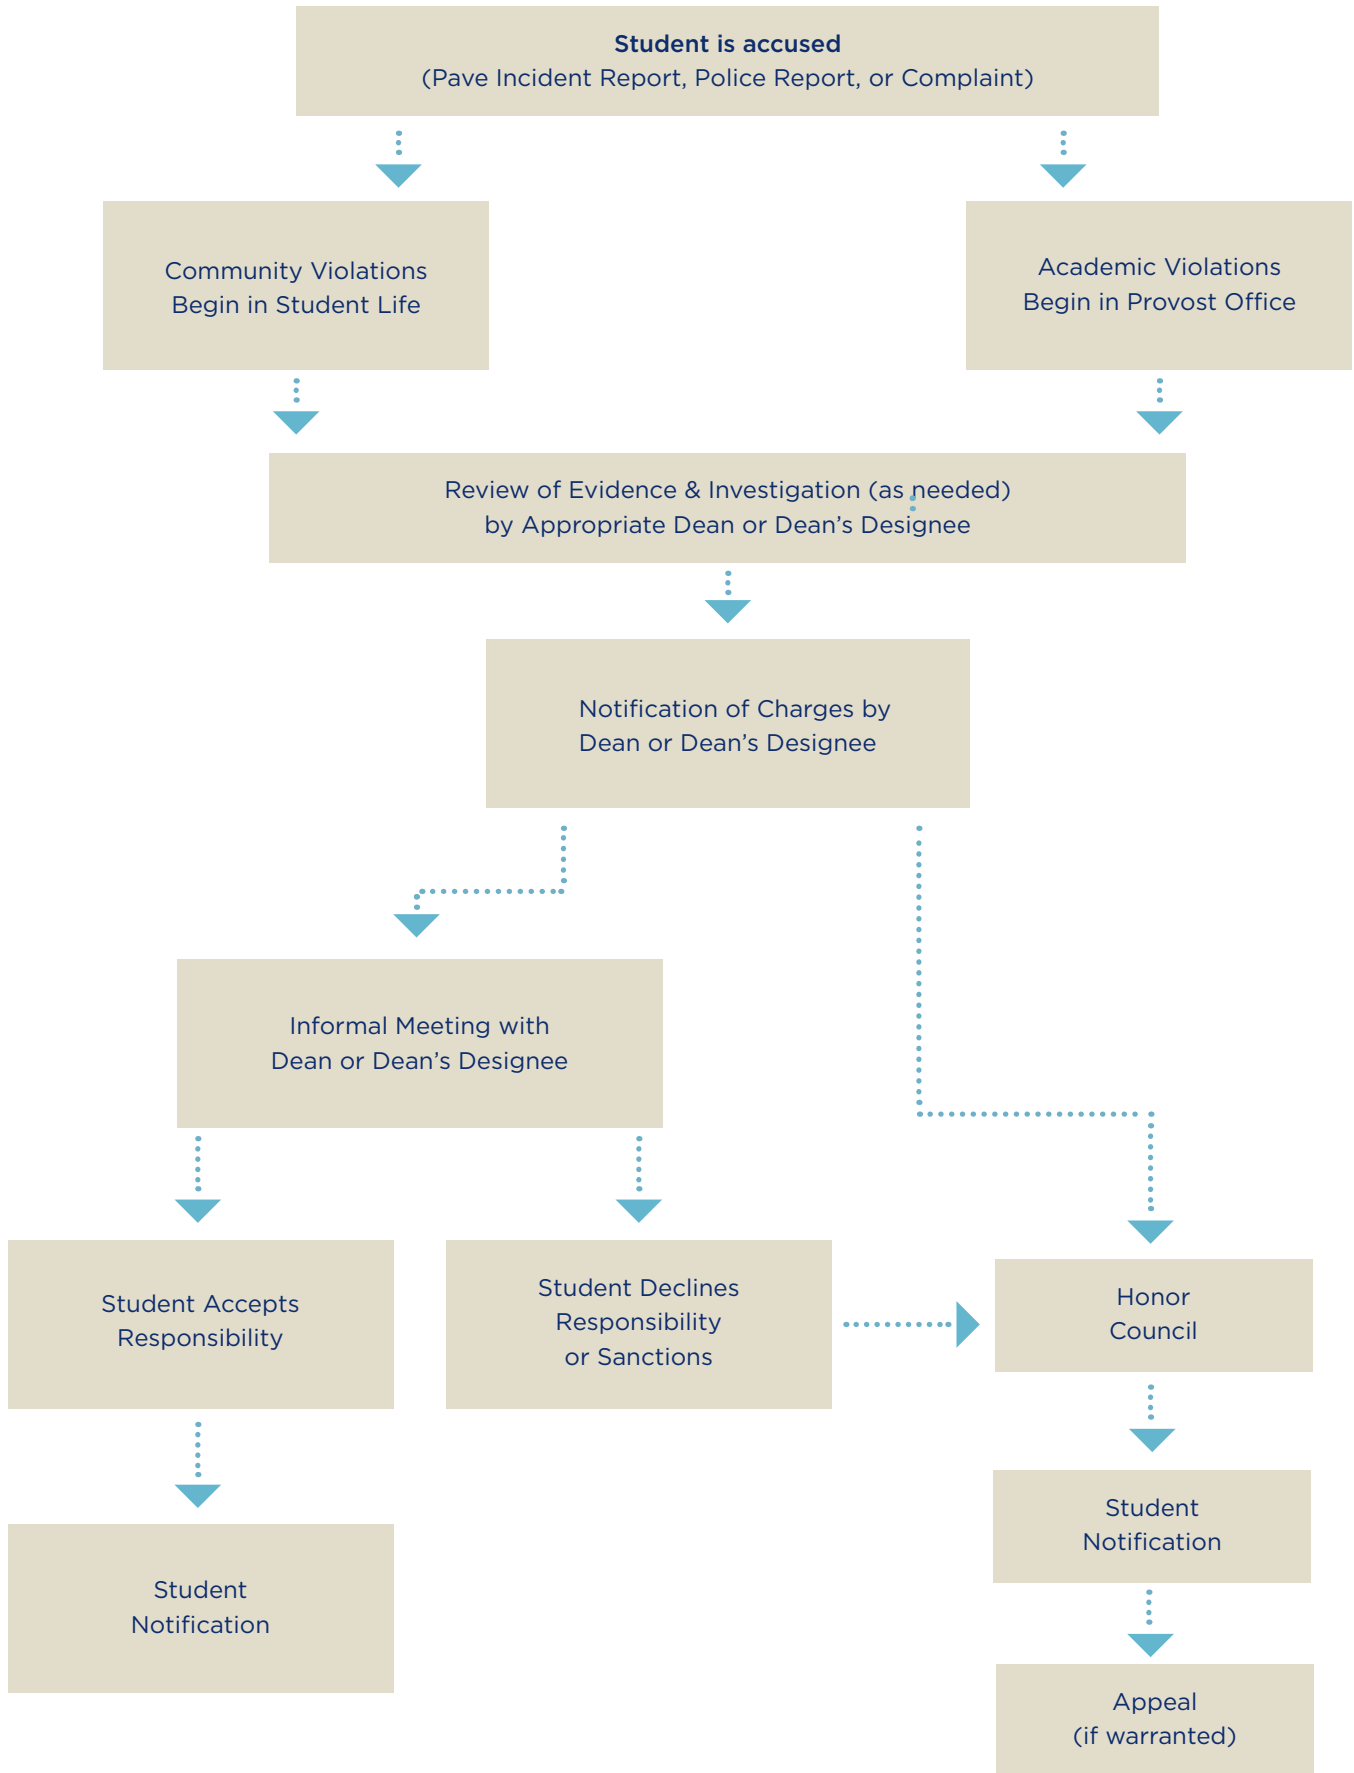 Student is accused
(Pave Incident Report, Police Report, or Complaint)
Community Violations
Begin in Student Life
Academic Violations
Begin in Provost Office
Review of Evidence & Investigation (as needed)
by Appropriate Dean or Dean’s Designee
Notification of Charges by
Dean or Dean’s Designee
Informal Meeting with
Dean or Dean’s Designee
Student Accepts
Responsibility
Student Declines
Responsibility
or Sanctions
Honor
Council
Student
Notification
Student
Notification
Appeal
(if warranted)